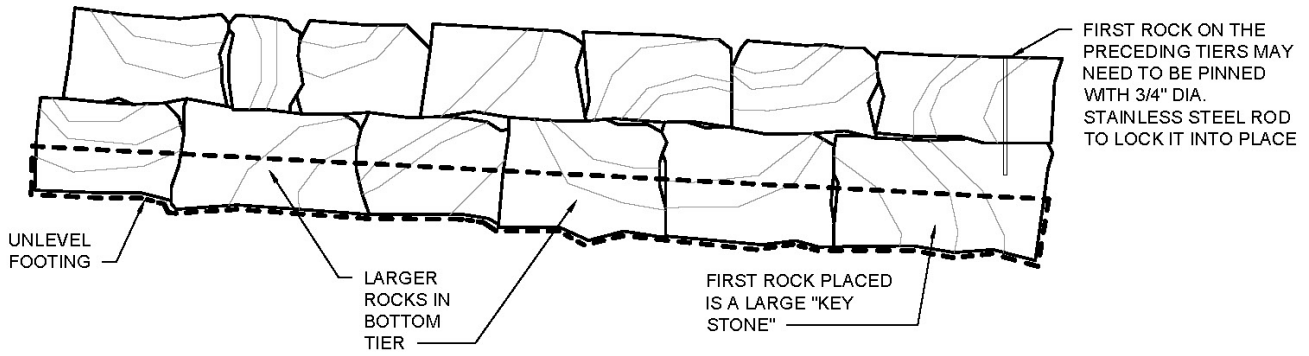 FIRST ROCK ON THE
PRECEDING TIERS MAY
NEED TO BE PINNED
WITH 3/4" DIA.
STAINLESS STEEL ROD
TO LOCK IT INTO PLACE
UNLEVEL
FOOTING
LARGER
ROCKS IN
BOTTOM
TIER
FIRST ROCK PLACED
IS A LARGE "KEY
STONE"